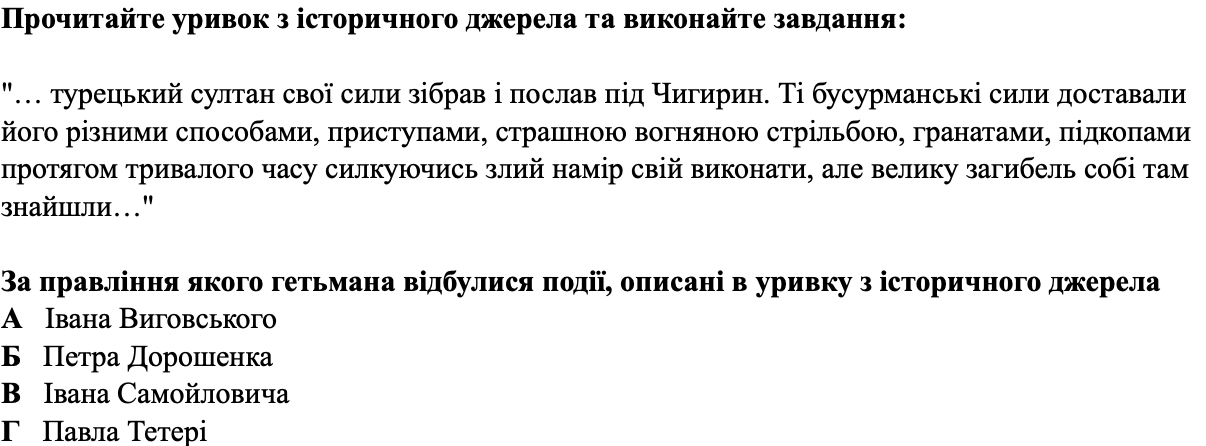 Прочитайте уривок з історичного джерела та виконайте завдання:
"… турецький султан свої сили зібрав і послав під Чигирин. Ті бусурманські сили доставали
його різними способами, приступами, страшною вогняною стрільбою, гранатами, підкопами
протягом тривалого часу силкуючись злий намір свій виконати, але велику загибель собі там
знайшли…"
За правління якого гетьмана відбулися події, описані в уривку з історичного джерела
А Івана Виговського
Б Петра Дорошенка
В Івана Самойловича
Г Павла Тетері